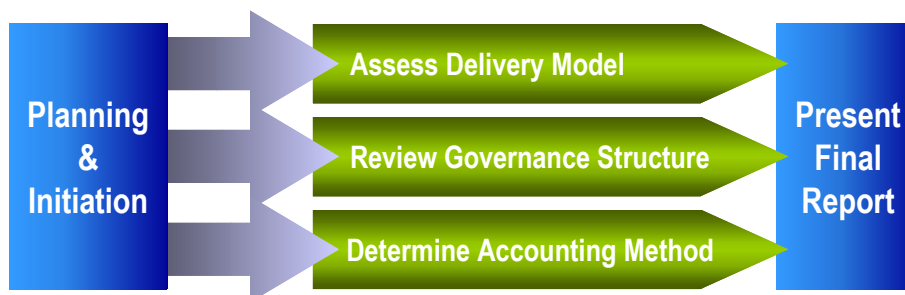 Planning
&
Initiation
Assess Delivery Model
Review Governance Structure
Determine Accounting Method
Present
Final
Report